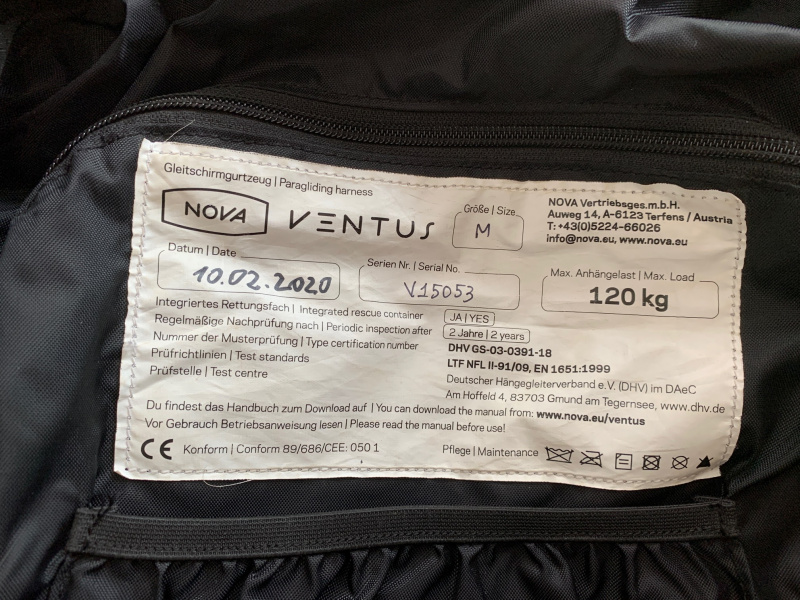 Gleitschirmgurtzeug | Paragliding harness
NOVA VENTUS
Größe | Size
M
NOVA Vertriebsges.m.b.H.
Auweg 14, A-6123 Terfens / Austria
T: +43(0)5224-66026
info@nova.eu, www.nova.eu
Datum | Date
10.02.2020
Serien Nr. | Serial No.
V15053
Max. Anhängelast | Max. Load
120 kg
Integriertes Rettungsfach | Integrated rescue container JA | YES
Regelmäßige Nachprüfung nach | Periodic inspection after 2 Jahre | 2 years
Nummer der Musterprüfung | Type certification number DHV GS-03-0391-18
Prüfrichtlinien | Test standards LTF NFL II-91/09, EN 1651:1999
Prüfstelle | Test centre Deutscher Hängegleiterverband e.V. (DHV) im DAeC
Am Hoffeld 4, 83703 Gmund am Tegernsee, www.dhv.de
Du findest das Handbuch zum Download auf | You can download the manual from: www.nova.eu/ventus
Vor Gebrauch Betriebsanweisung lesen | Please read the manual before use!
CE Konform | Conform 89/686/CEE: 0501
Pflege | Maintenance